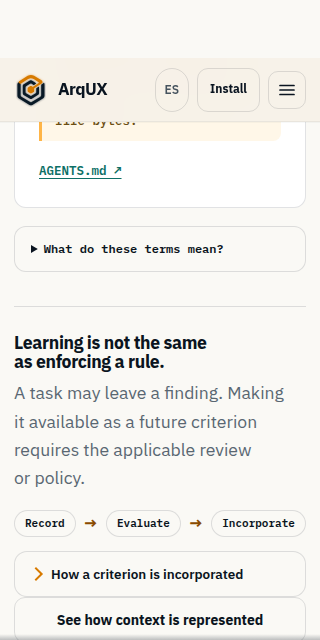 ArqUX
ES
Install
file bytes.
AGENTS.md ↗
▶ What do these terms mean?
Learning is not the same
as enforcing a rule.
A task may leave a finding. Making
it available as a future criterion
requires the applicable review
or policy.
Record → Evaluate → Incorporate
How a criterion is incorporated
See how context is represented